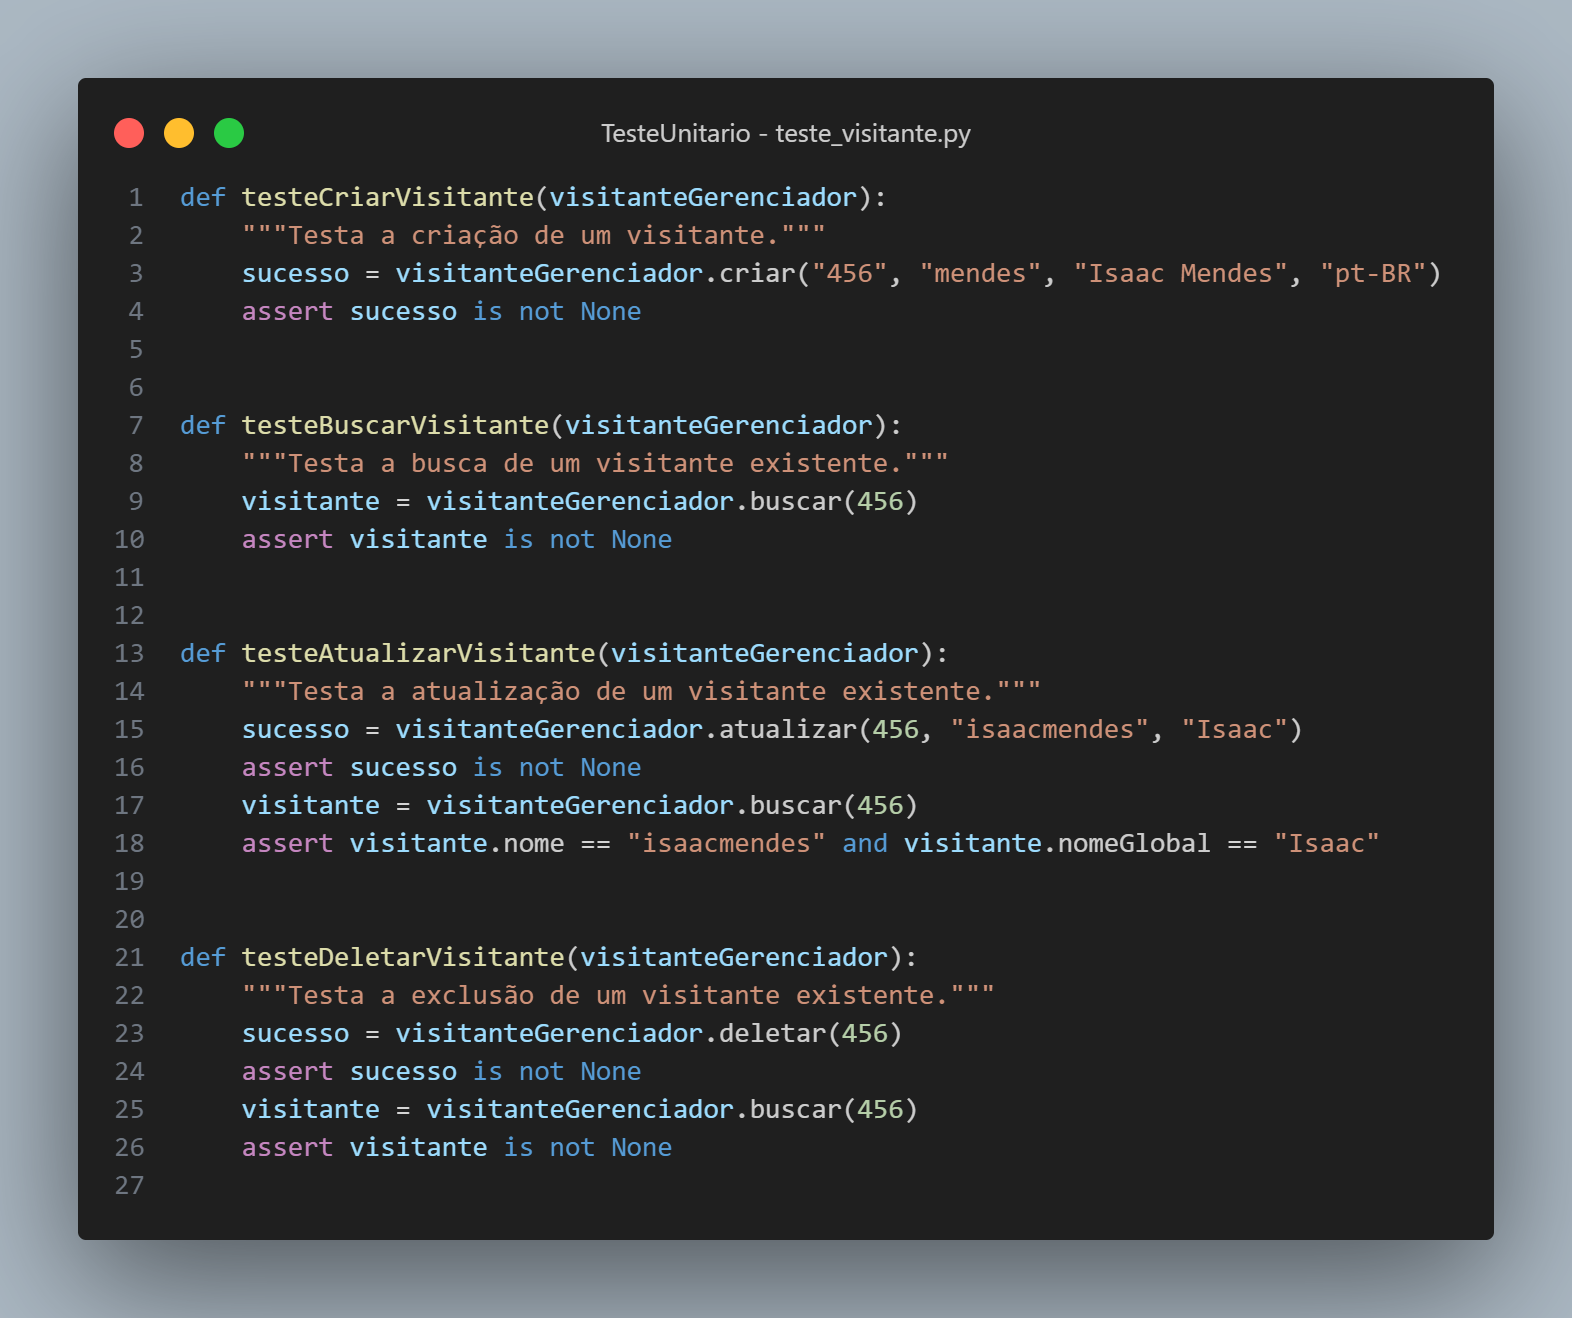 TesteUnitario - teste_visitante.py
1 def testeCriarVisitante(visitanteGerenciador):
2     """Testa a criação de um visitante."""
3     sucesso = visitanteGerenciador.criar("456", "mendes", "Isaac Mendes", "pt-BR")
4     assert sucesso is not None
5
6
7 def testeBuscarVisitante(visitanteGerenciador):
8     """Testa a busca de um visitante existente."""
9     visitante = visitanteGerenciador.buscar(456)
10     assert visitante is not None
11
12
13 def testeAtualizarVisitante(visitanteGerenciador):
14     """Testa a atualização de um visitante existente."""
15     sucesso = visitanteGerenciador.atualizar(456, "isaacmendes", "Isaac")
16     assert sucesso is not None
17     visitante = visitanteGerenciador.buscar(456)
18     assert visitante.nome == "isaacmendes" and visitante.nomeGlobal == "Isaac"
19
20
21 def testeDeletarVisitante(visitanteGerenciador):
22     """Testa a exclusão de um visitante existente."""
23     sucesso = visitanteGerenciador.deletar(456)
24     assert sucesso is not None
25     visitante = visitanteGerenciador.buscar(456)
26     assert visitante is not None
27